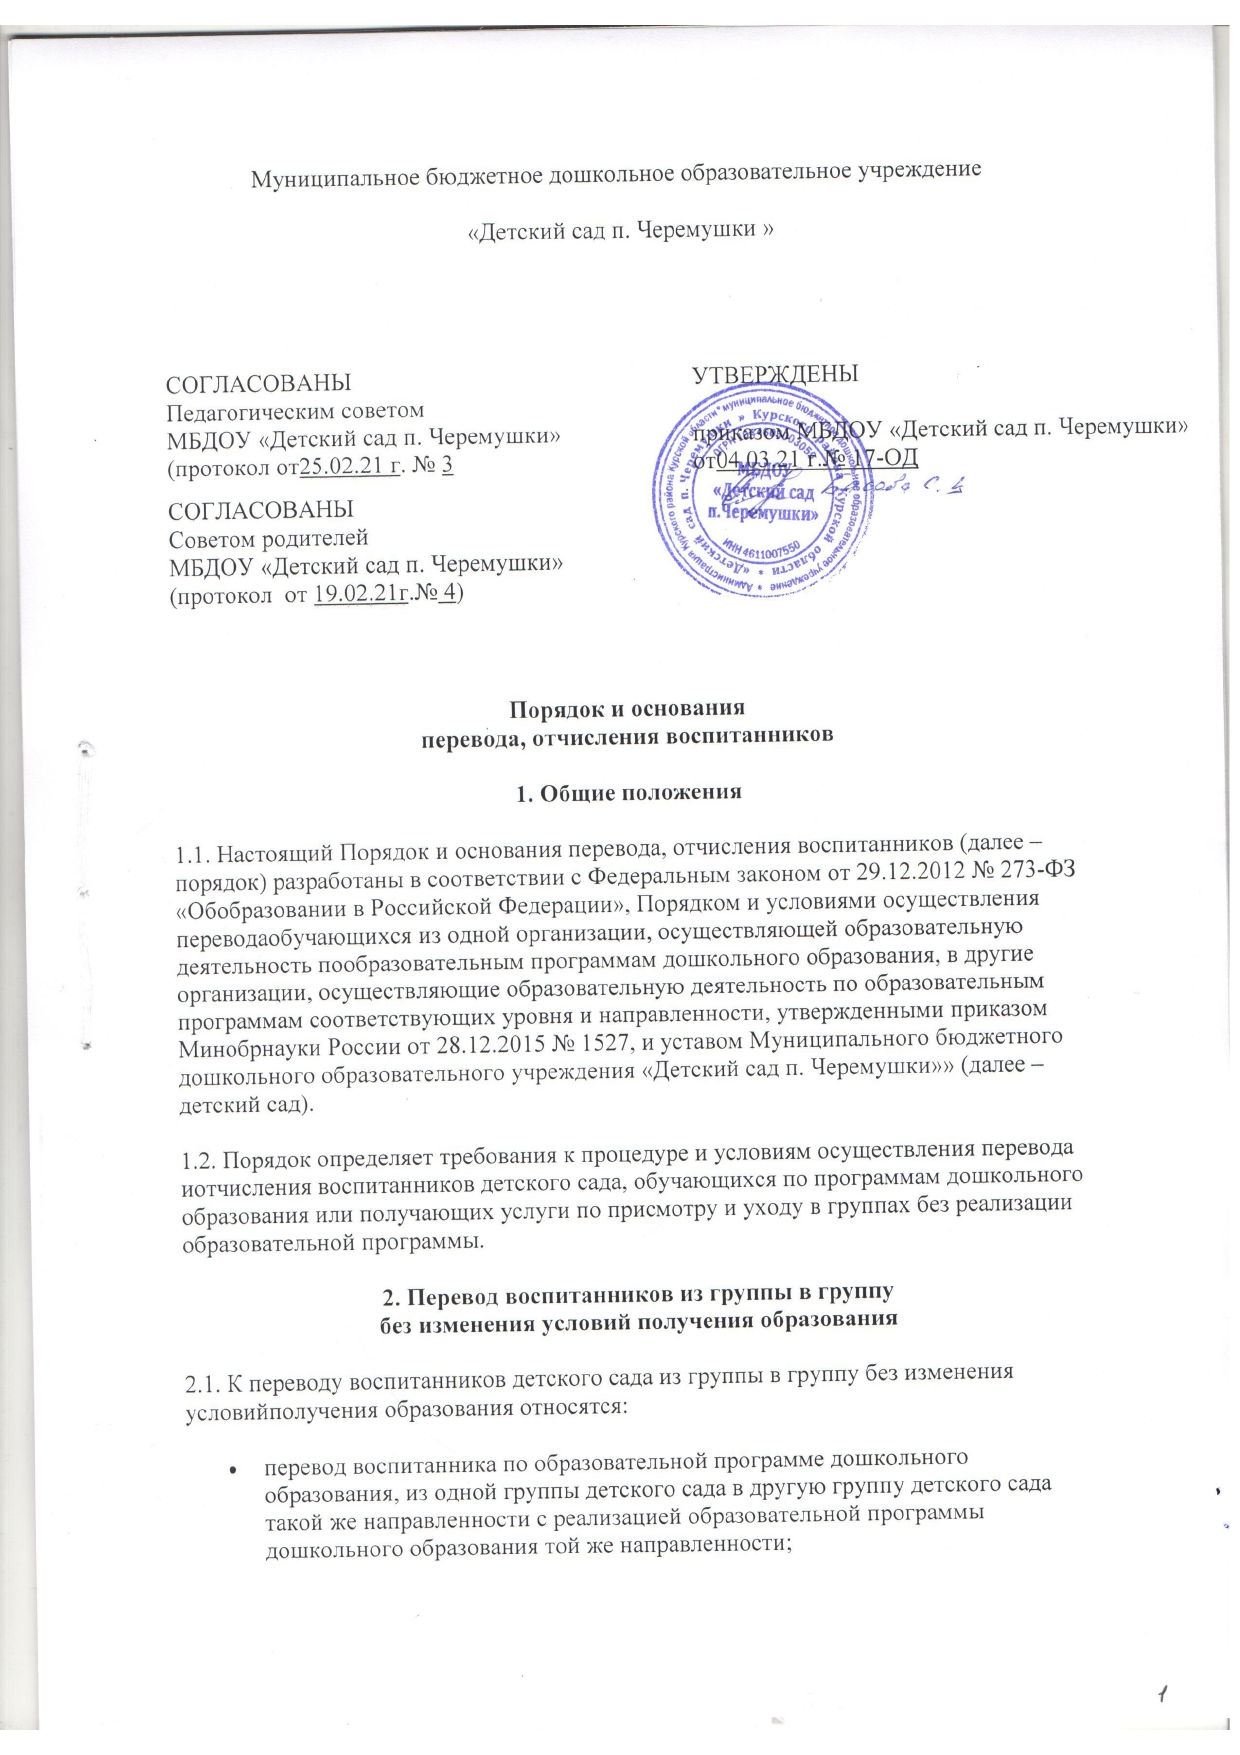 Муниципальное бюджетное дошкольное образовательное учреждение
«Детский сад п. Черемушки »
СОГЛАСОВАНЫ
Педагогическим советом
МБДОУ «Детский сад п. Черемушки»
(протокол от25.02.21 г. № 3
СОГЛАСОВАНЫ
Советом родителей
МБДОУ «Детский сад п. Черемушки»
(протокол от 19.02.21г.№ 4)
УТВЕРЖДЕНЫ
приказом МБДОУ «Детский сад п. Черемушки»
от04.03.21 г.№ 17-ОД
МБДОУ
«Детский сад
п.Черемушки»
ИНН 4611007550
Порядок и основания
перевода, отчисления воспитанников
1. Общие положения
1.1. Настоящий Порядок и основания перевода, отчисления воспитанников (далее –
порядок) разработаны в соответствии с Федеральным законом от 29.12.2012 № 273-ФЗ
«Обобразовании в Российской Федерации», Порядком и условиями осуществления
переводаобучающихся из одной организации, осуществляющей образовательную
деятельность пообразовательным программам дошкольного образования, в другие
организации, осуществляющие образовательную деятельность по образовательным
программам соответствующих уровня и направленности, утвержденными приказом
Минобрнауки России от 28.12.2015 № 1527, и уставом Муниципального бюджетного
дошкольного образовательного учреждения «Детский сад п. Черемушки»» (далее –
детский сад).
1.2. Порядок определяет требования к процедуре и условиям осуществления перевода
иотчисления воспитанников детского сада, обучающихся по программам дошкольного
образования или получающих услуги по присмотру и уходу в группах без реализации
образовательной программы.
2. Перевод воспитанников из группы в группу
без изменения условий получения образования
2.1. К переводу воспитанников детского сада из группы в группу без изменения
условийполучения образования относятся:
• перевод воспитанника по образовательной программе дошкольного
образования, из одной группы детского сада в другую группу детского сада
такой же направленности с реализацией образовательной программы
дошкольного образования той же направленности;
1